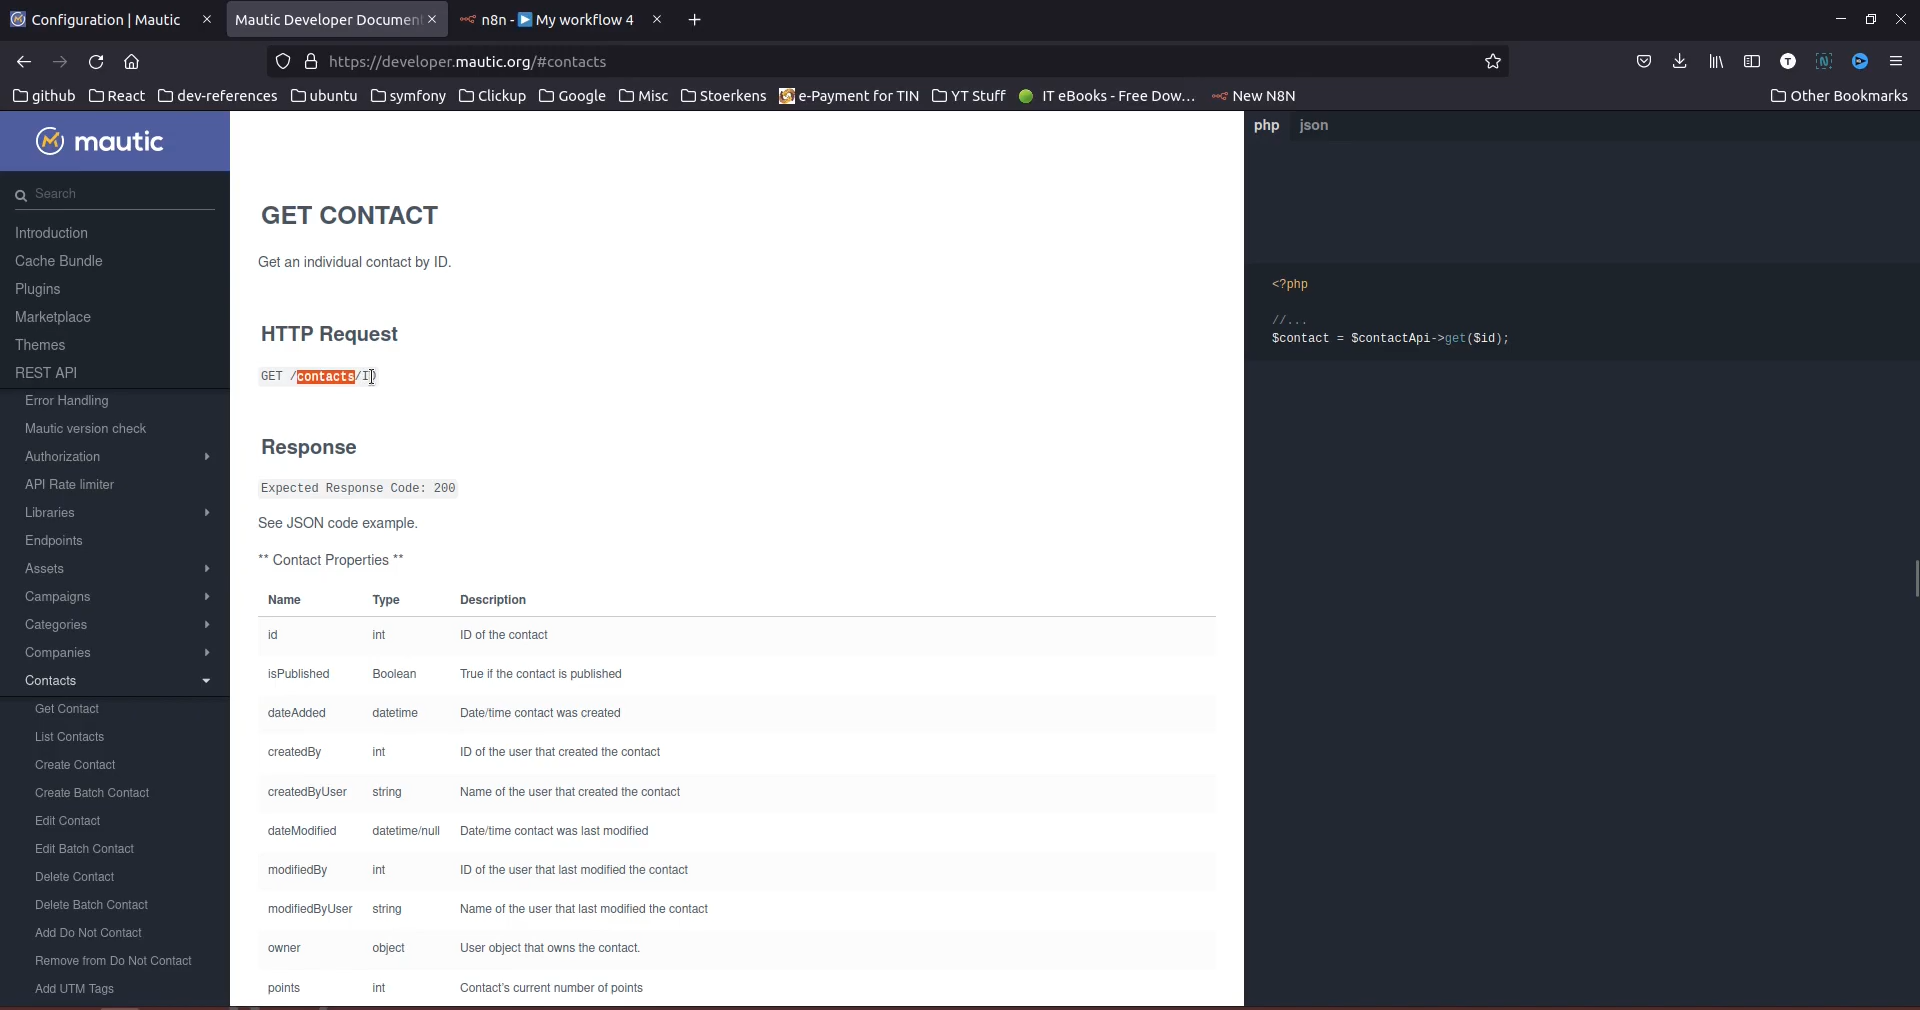 Configuration | Mautic
Mautic Developer Documen
n8n - ▶ My workflow 4
https://developer.mautic.org/#contacts
github
React
dev-references
ubuntu
symfony
Clickup
Google
Misc
Stoerkens
e-Payment for TIN
YT Stuff
IT eBooks - Free Dow...
New N8N
Other Bookmarks
mautic
Search
Introduction
Cache Bundle
Plugins
Marketplace
Themes
REST API
Error Handling
Mautic version check
Authorization
API Rate limiter
Libraries
Endpoints
Assets
Campaigns
Categories
Companies
Contacts
Get Contact
List Contacts
Create Contact
Create Batch Contact
Edit Contact
Edit Batch Contact
Delete Contact
Delete Batch Contact
Add Do Not Contact
Remove from Do Not Contact
Add UTM Tags
GET CONTACT
Get an individual contact by ID.
HTTP Request
GET /contacts/ID
Response
Expected Response Code: 200
See JSON code example.
** Contact Properties **
Name Type Description
id int ID of the contact
isPublished Boolean True if the contact is published
dateAdded datetime Date/time contact was created
createdBy int ID of the user that created the contact
createdByUser string Name of the user that created the contact
dateModified datetime/null Date/time contact was last modified
modifiedBy int ID of the user that last modified the contact
modifiedByUser string Name of the user that last modified the contact
owner object User object that owns the contact.
points int Contact's current number of points
php json
<?php
//...
$contact = $contactApi->get($id);